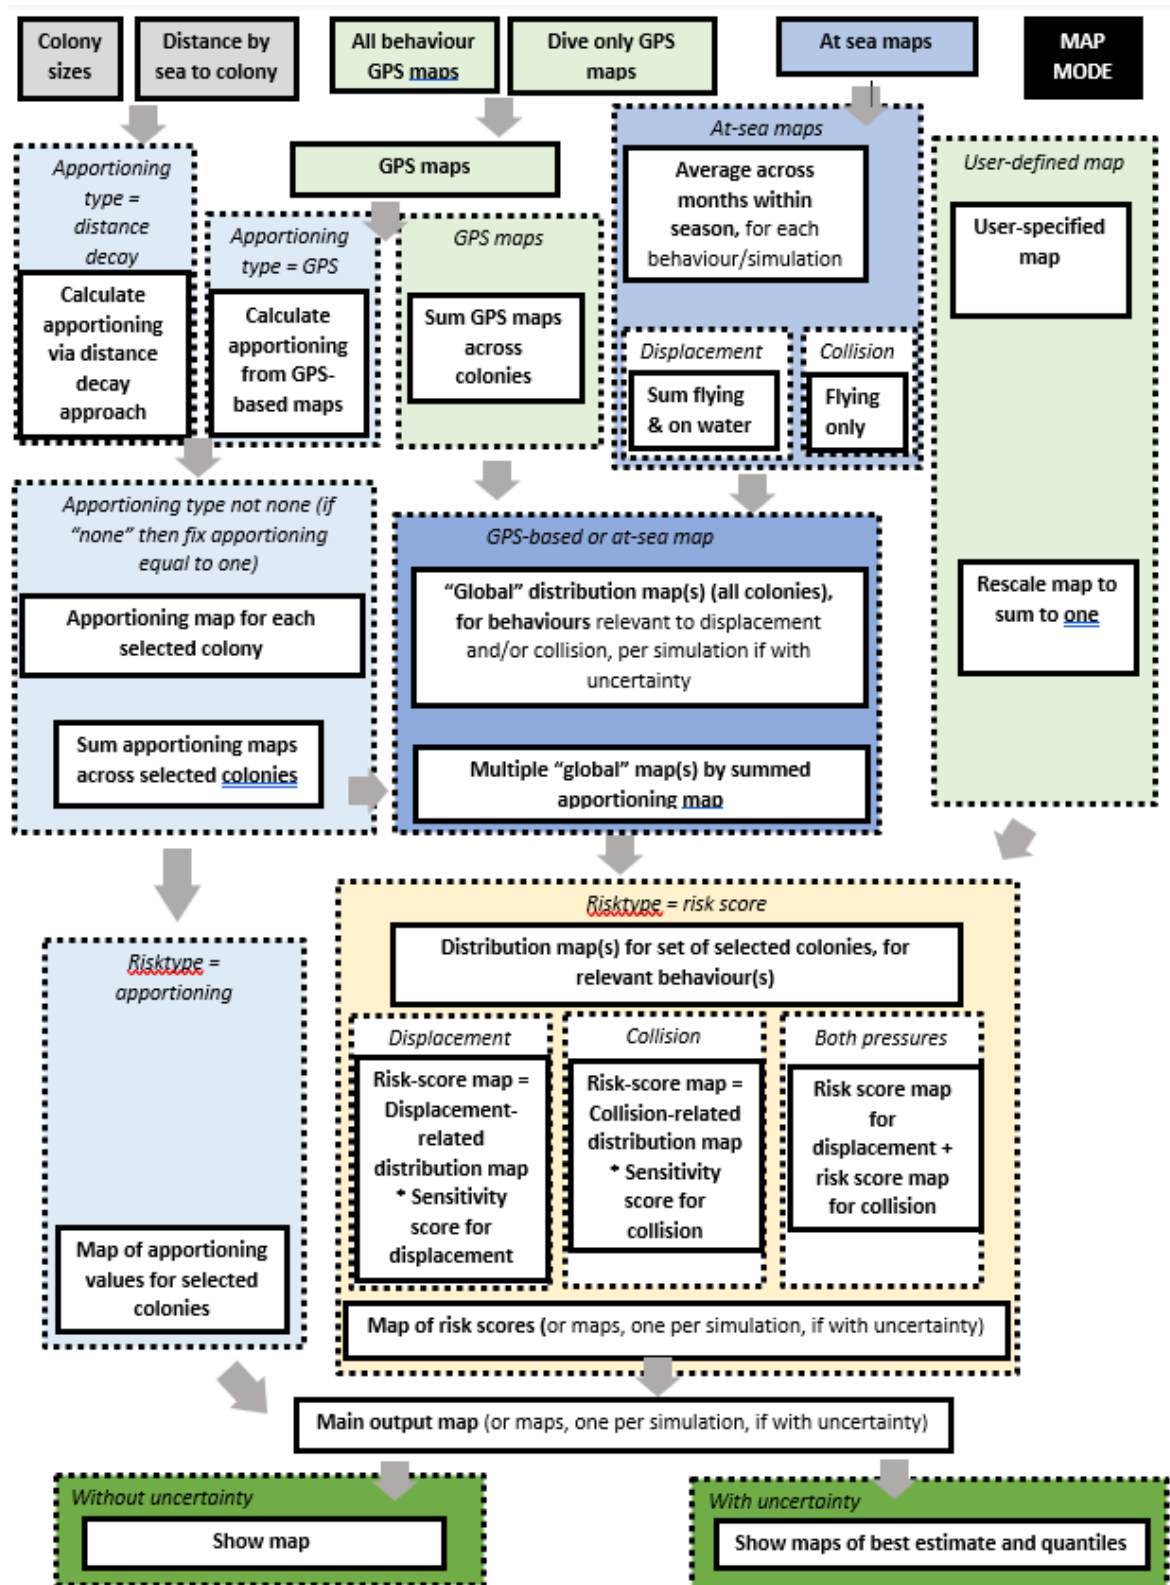 Colony
sizes
Distance by
sea to colony
All behaviour
GPS maps
Dive only GPS
maps
At sea maps
MAP
MODE
Apportioning
type =
distance
decay
Calculate
apportioning
via distance
decay
approach
GPS maps
Apportioning
type = GPS
Calculate
apportioning
from GPS-
based maps
GPS maps
Sum GPS maps
across
colonies
At-sea maps
Average across
months within
season, for each
behaviour/simulation
Displacement
Sum flying
& on water
Collision
Flying
only
User-defined map
User-specified
map
Rescale map to
sum to one
Apportioning type not none (if
“none” then fix apportioning
equal to one)
Apportioning map for each
selected colony
Sum apportioning maps
across selected colonies
GPS-based or at-sea map
“Global” distribution map(s) (all colonies),
for behaviours relevant to displacement
and/or collision, per simulation if with
uncertainty
Multiple “global” map(s) by summed
apportioning map
Risktype =
apportioning
Map of apportioning
values for selected
colonies
Risktype = risk score
Distribution map(s) for set of selected colonies, for
relevant behaviour(s)
Displacement
Risk-score map =
Displacement-
related
distribution map
* Sensitivity
score for
displacement
Collision
Risk-score map =
Collision-related
distribution map
* Sensitivity
score for
collision
Both pressures
Risk score map
for
displacement +
risk score map
for collision
Map of risk scores (or maps, one per simulation, if with uncertainty)
Main output map (or maps, one per simulation, if with uncertainty)
Without uncertainty
Show map
With uncertainty
Show maps of best estimate and quantiles